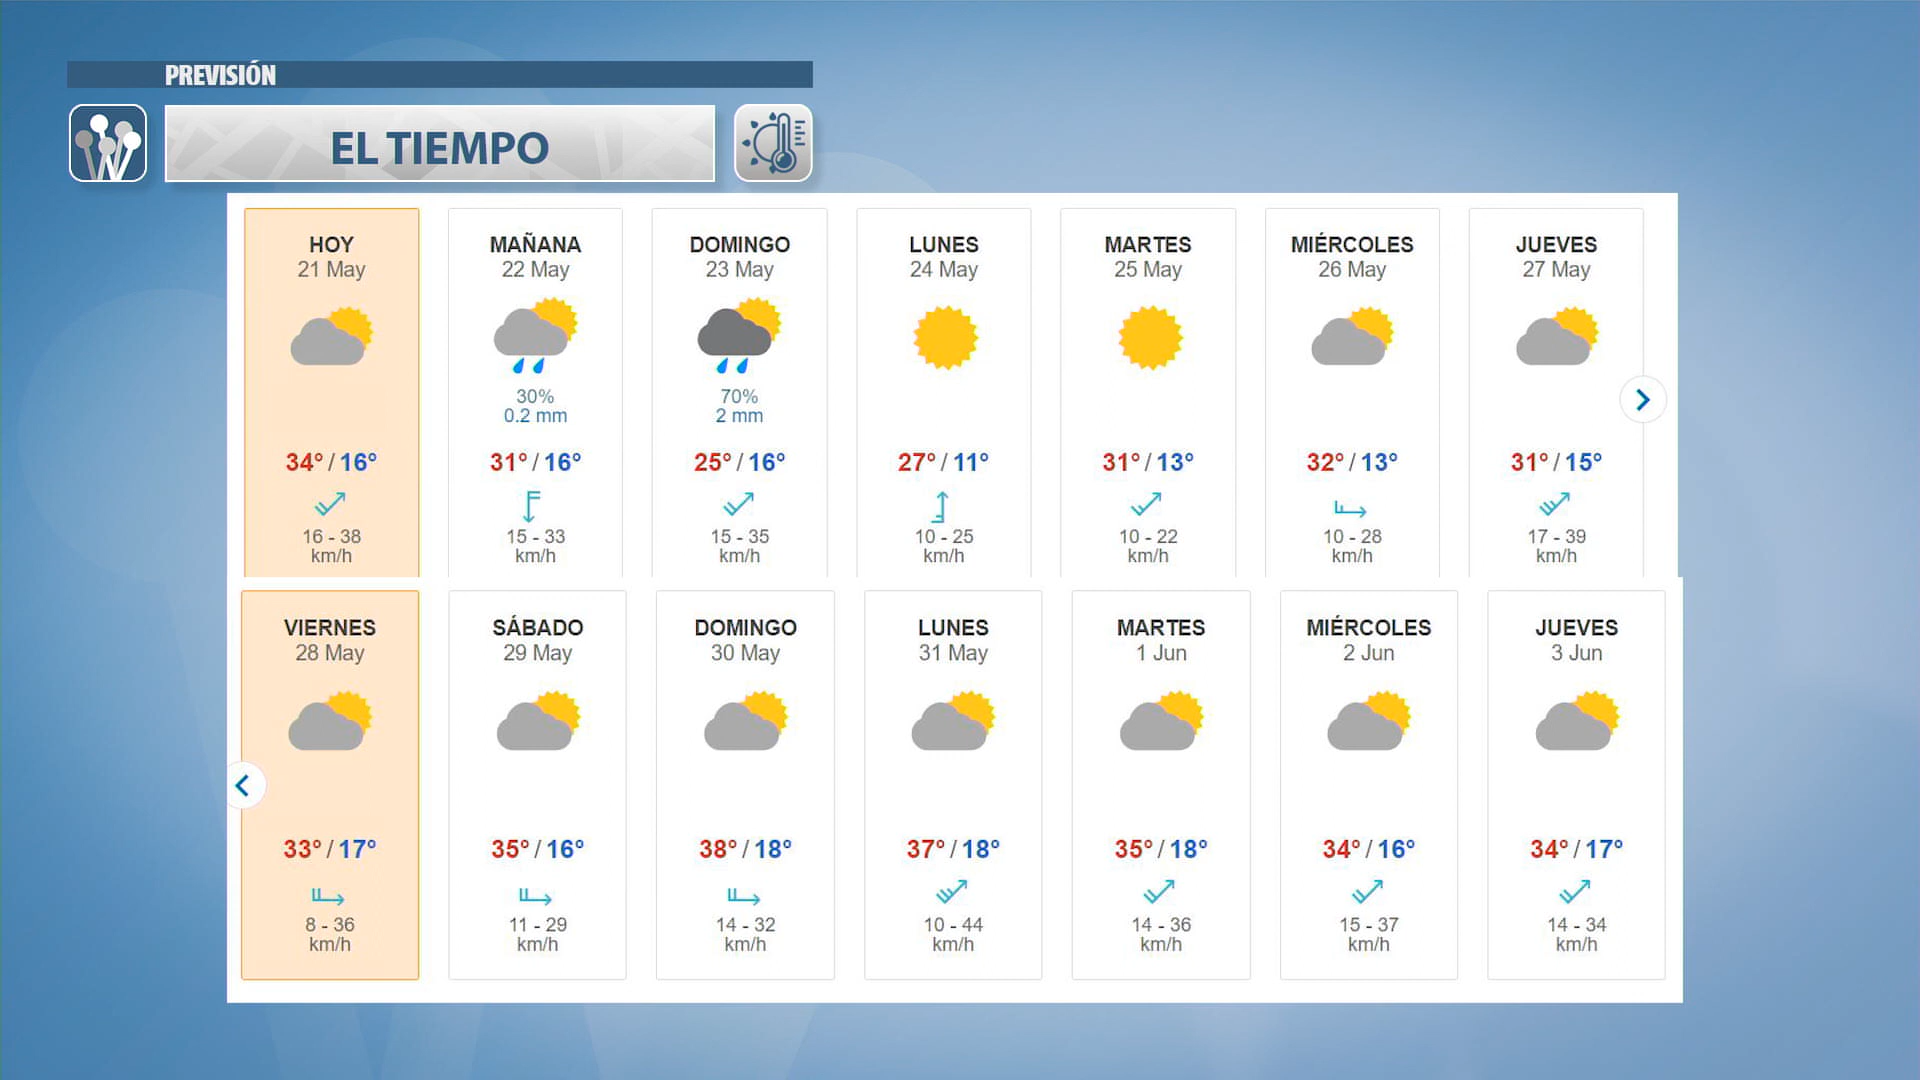 PREVISIÓN
EL TIEMPO
HOY
21 May
34° / 16°
16 - 38
km/h
MAÑANA
22 May
30%
0.2 mm
31° / 16°
15 - 33
km/h
DOMINGO
23 May
70%
2 mm
25° / 16°
15 - 35
km/h
LUNES
24 May
27° / 11°
10 - 25
km/h
MARTES
25 May
31° / 13°
10 - 22
km/h
MIÉRCOLES
26 May
32° / 13°
10 - 28
km/h
JUEVES
27 May
31° / 15°
17 - 39
km/h
VIERNES
28 May
33° / 17°
8 - 36
km/h
SÁBADO
29 May
35° / 16°
11 - 29
km/h
DOMINGO
30 May
38° / 18°
14 - 32
km/h
LUNES
31 May
37° / 18°
10 - 44
km/h
MARTES
1 Jun
35° / 18°
14 - 36
km/h
MIÉRCOLES
2 Jun
34° / 16°
15 - 37
km/h
JUEVES
3 Jun
34° / 17°
14 - 34
km/h